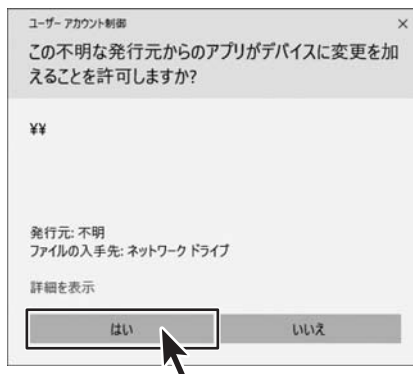 ユーザー アカウント制御
この不明な発行元からのアプリがデバイスに変更を加
えることを許可しますか?
¥¥
発行元: 不明
ファイルの入手先: ネットワーク ドライブ
詳細を表示
はい
いいえ